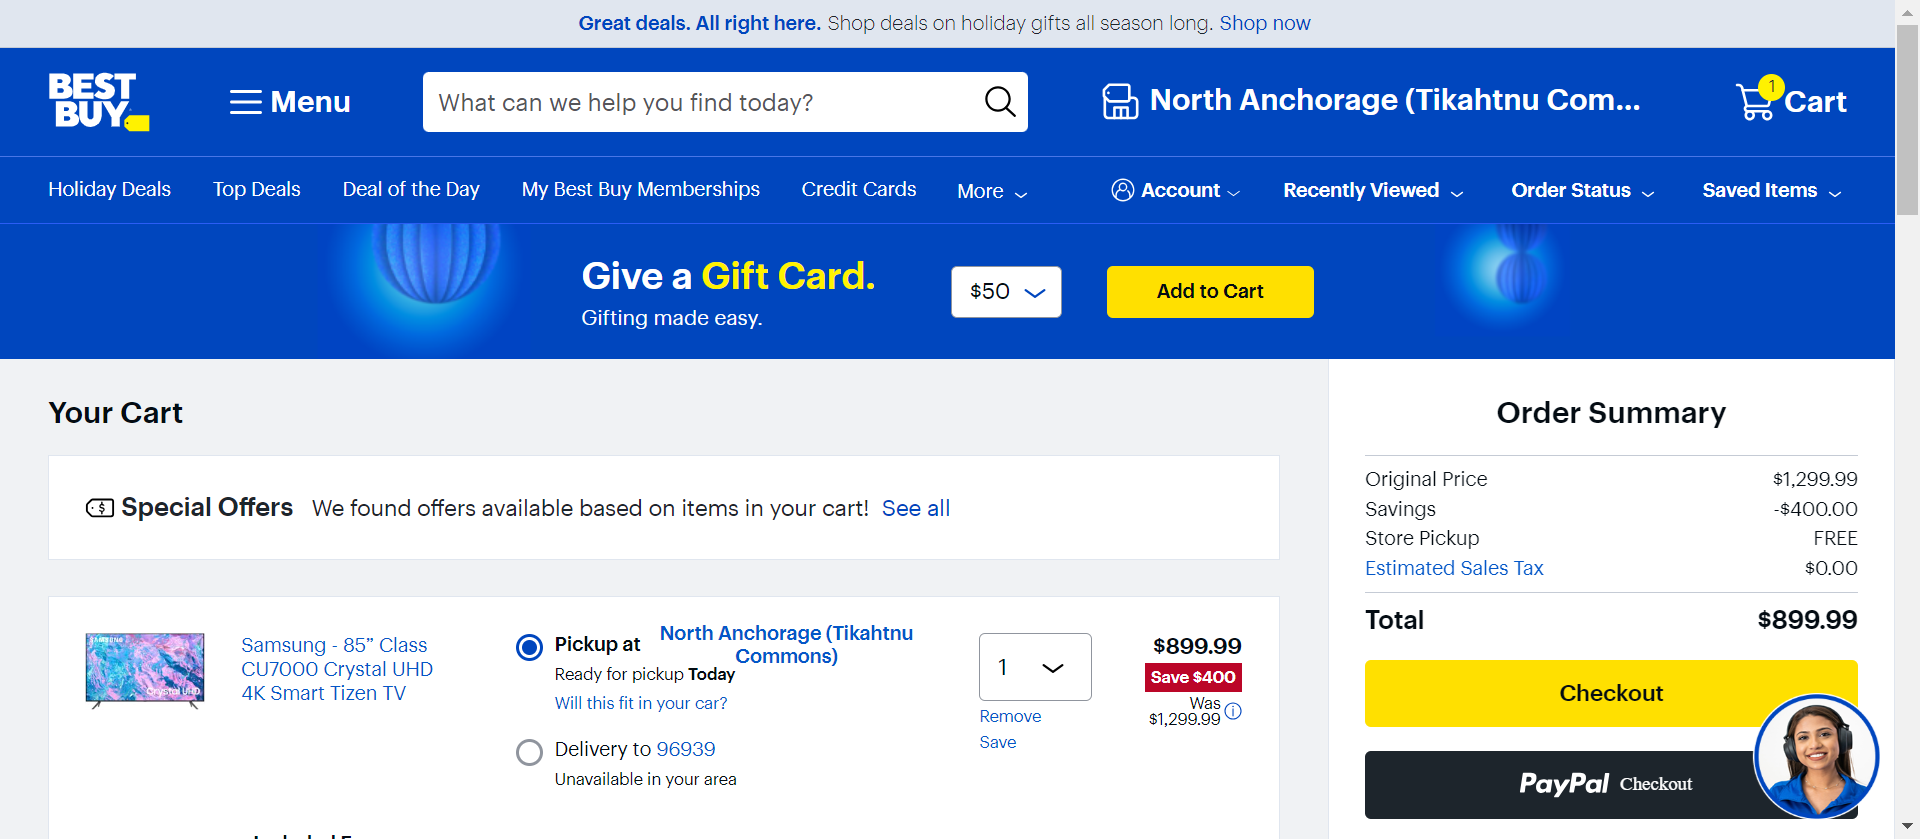 Great deals. All right here. Shop deals on holiday gifts all season long. Shop now
BEST
BUY
Menu
What can we help you find today?
North Anchorage (Tikahtnu Com...
1
Cart
Holiday Deals
Top Deals
Deal of the Day
My Best Buy Memberships
Credit Cards
More
Account
Recently Viewed
Order Status
Saved Items
Give a Gift Card.
Gifting made easy.
$50
Add to Cart
Your Cart
Special Offers We found offers available based on items in your cart! See all
SAMSUNG
Crystal UHD
Samsung - 85” Class
CU7000 Crystal UHD
4K Smart Tizen TV
Pickup at North Anchorage (Tikahtnu
Commons)
Ready for pickup Today
Will this fit in your car?
Delivery to 96939
Unavailable in your area
1
Remove
Save
$899.99
Save $400
Was
$1,299.99
Order Summary
Original Price $1,299.99
Savings -$400.00
Store Pickup FREE
Estimated Sales Tax $0.00
Total $899.99
Checkout
PayPal Checkout